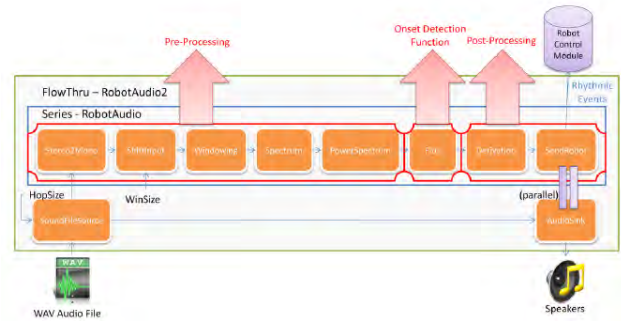 Robot
Control
Module
Onset Detection
Function
Pre-Processing
Post-Processing
FlowThru – RobotAudio2
Rhythmic
Events
Series - RobotAudio
Stereo2Mono
ShiftInput
Windowing
Spectrum
PowerSpectrum
Flux
Derivation
SendRobot
HopSize
WinSize
(parallel)
SoundFileSource
AudioSink
WAV
WAV Audio File
Speakers